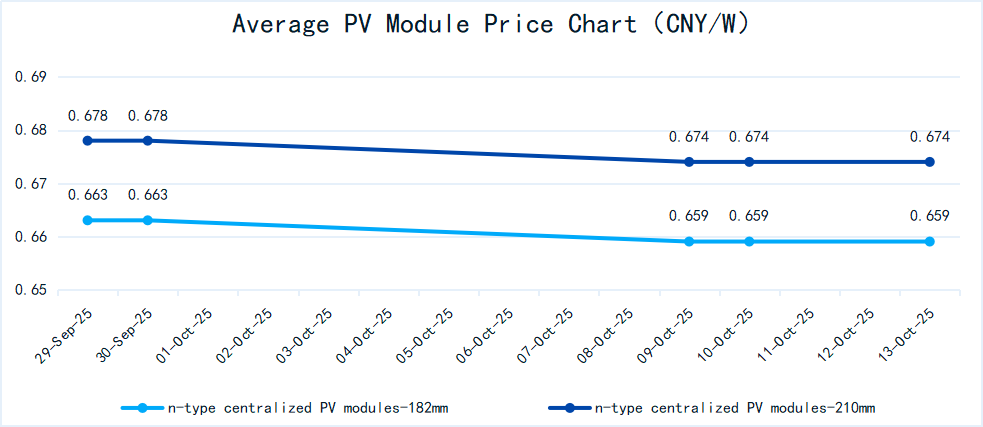 Average PV Module Price Chart (CNY/W)
0.69
0.68
0.67
0.66
0.65
0.678 0.678 0.674 0.674 0.674
0.663 0.663 0.659 0.659 0.659
29-Sep-25 30-Sep-25 01-Oct-25 02-Oct-25 03-Oct-25 04-Oct-25 05-Oct-25 06-Oct-25 07-Oct-25 08-Oct-25 09-Oct-25 10-Oct-25 11-Oct-25 12-Oct-25 13-Oct-25
n-type centralized PV modules-182mm n-type centralized PV modules-210mm